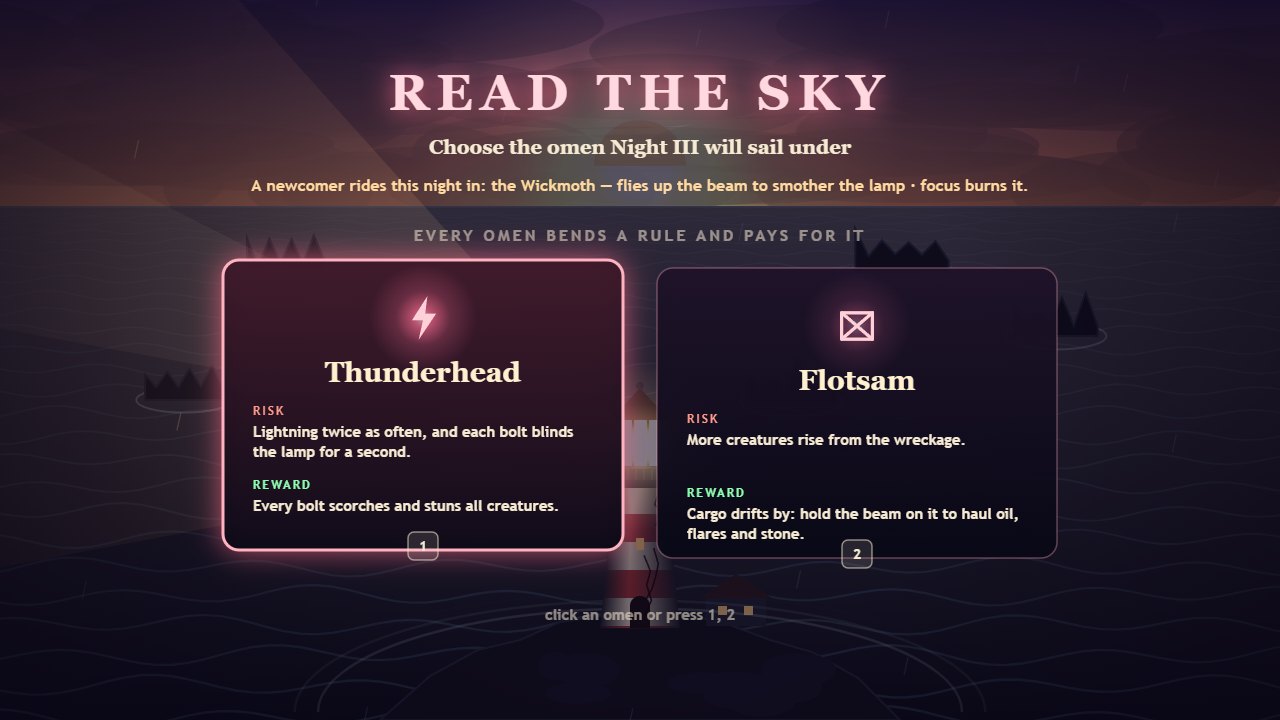 READ THE SKY
Choose the omen Night III will sail under
A newcomer rides this night in: the Wickmoth — flies up the beam to smother the lamp · focus burns it.
EVERY OMEN BENDS A RULE AND PAYS FOR IT
Thunderhead
RISK
Lightning twice as often, and each bolt blinds
the lamp for a second.
REWARD
Every bolt scorches and stuns all creatures.
1
Flotsam
RISK
More creatures rise from the wreckage.
REWARD
Cargo drifts by: hold the beam on it to haul oil,
flares and stone.
2
click an omen or press 1, 2